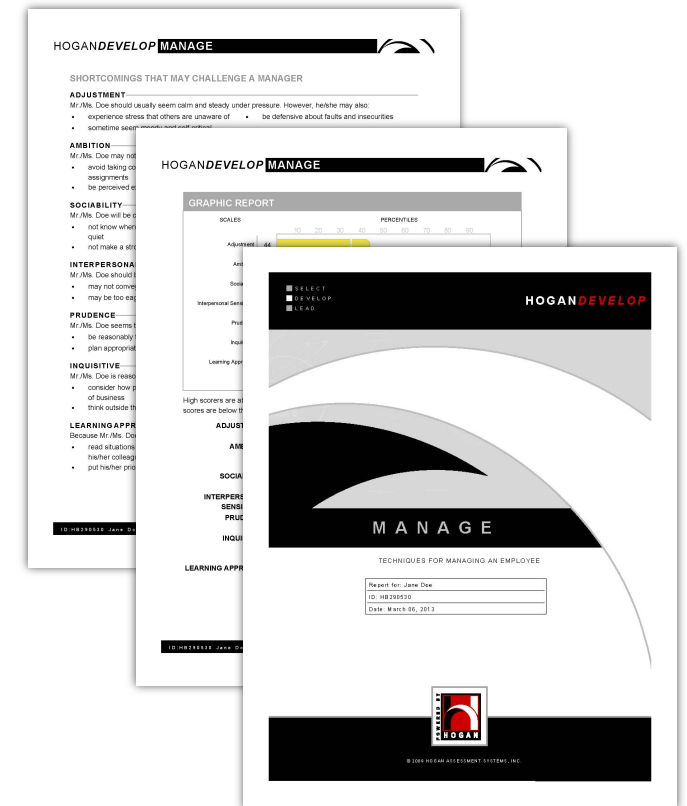 HOGANDEVELOP MANAGE
SHORTCOMINGS THAT MAY CHALLENGE A MANAGER
ADJUSTMENT
Mr./Ms. Doe should usually seem calm and steady under pressure. However, he/she may also:
• experience stress that others are unaware of
• be defensive about faults and insecurities
• sometime seem moody and self-critical
AMBITION
Mr./Ms. Doe may not
• avoid taking co
assignments
• be perceived
SOCIABILITY
Mr./Ms. Doe will be
• not know when
quiet
• not make a stro
INTERPERSONA
Mr./Ms. Doe should
• may not conve
• may be too eag
PRUDENCE
Mr./Ms. Doe seems
• be reasonably
• plan appropriat
INQUISITIVE
Mr./Ms. Doe is reaso
• consider how p
of business
• think outside th
LEARNING APPR
Because Mr./Ms. Do
• read situations
his/her colleag
• put his/her prio
ID:HB290530 Jane Do
HOGANDEVELOP MANAGE
GRAPHIC REPORT
SCALES PERCENTILES
10 20 30 40 50 60 70 80 90
Adjustment 44
Amb
Socia
Interpersonal Sensi
Prud
Inqui
Learning Appr
High scorers are a
scores are below th
ADJUST
AMB
SOCIA
INTERPERS
SENSI
PRUD
INQUI
LEARNING APPR
ID:HB290530 Jane Do
SELECT
DEVELOP
LEAD
HOGANDEVELOP
MANAGE
TECHNIQUES FOR MANAGING AN EMPLOYEE
Report for: Jane Doe
ID: HB290530
Date: March 06, 2013
POWERED BY
HOGAN
© 2009 HOGAN ASSESSMENT SYSTEMS, INC.